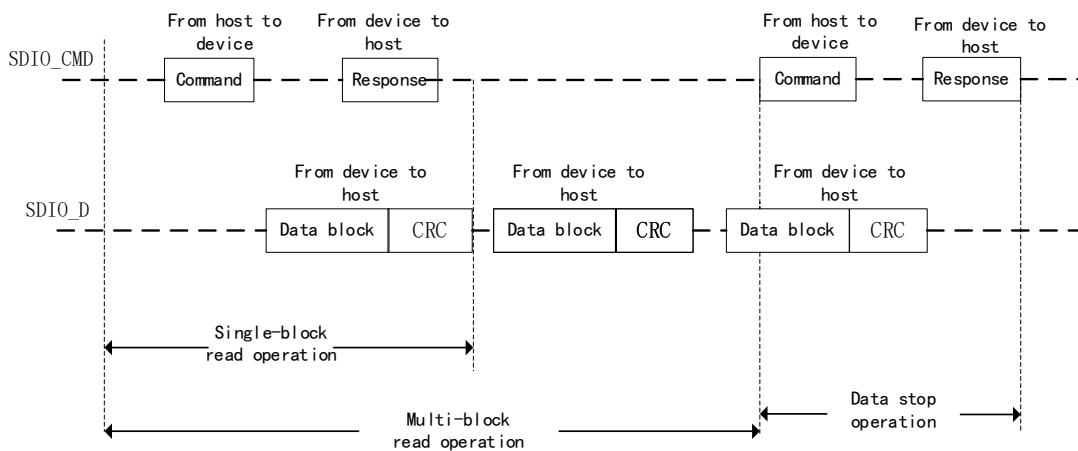 From host to
device
From device to
host
From host to
device
From device to
host
SDIO_CMD
Command
Response
Command
Response
From device to
host
From device to
host
From device to
host
SDIO_D
Data block
CRC
Data block
CRC
Data block
CRC
Single-block
read operation
Data stop
operation
Multi-block
read operation